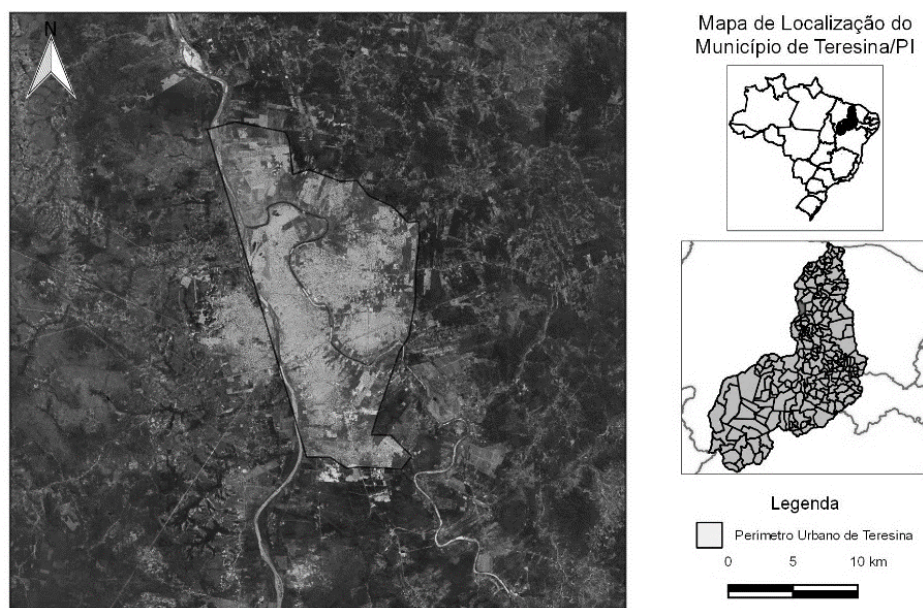 N
Mapa de Localização do
Município de Teresina/PI
Legenda
Perimetro Urbano de Teresina
0 5 10 km